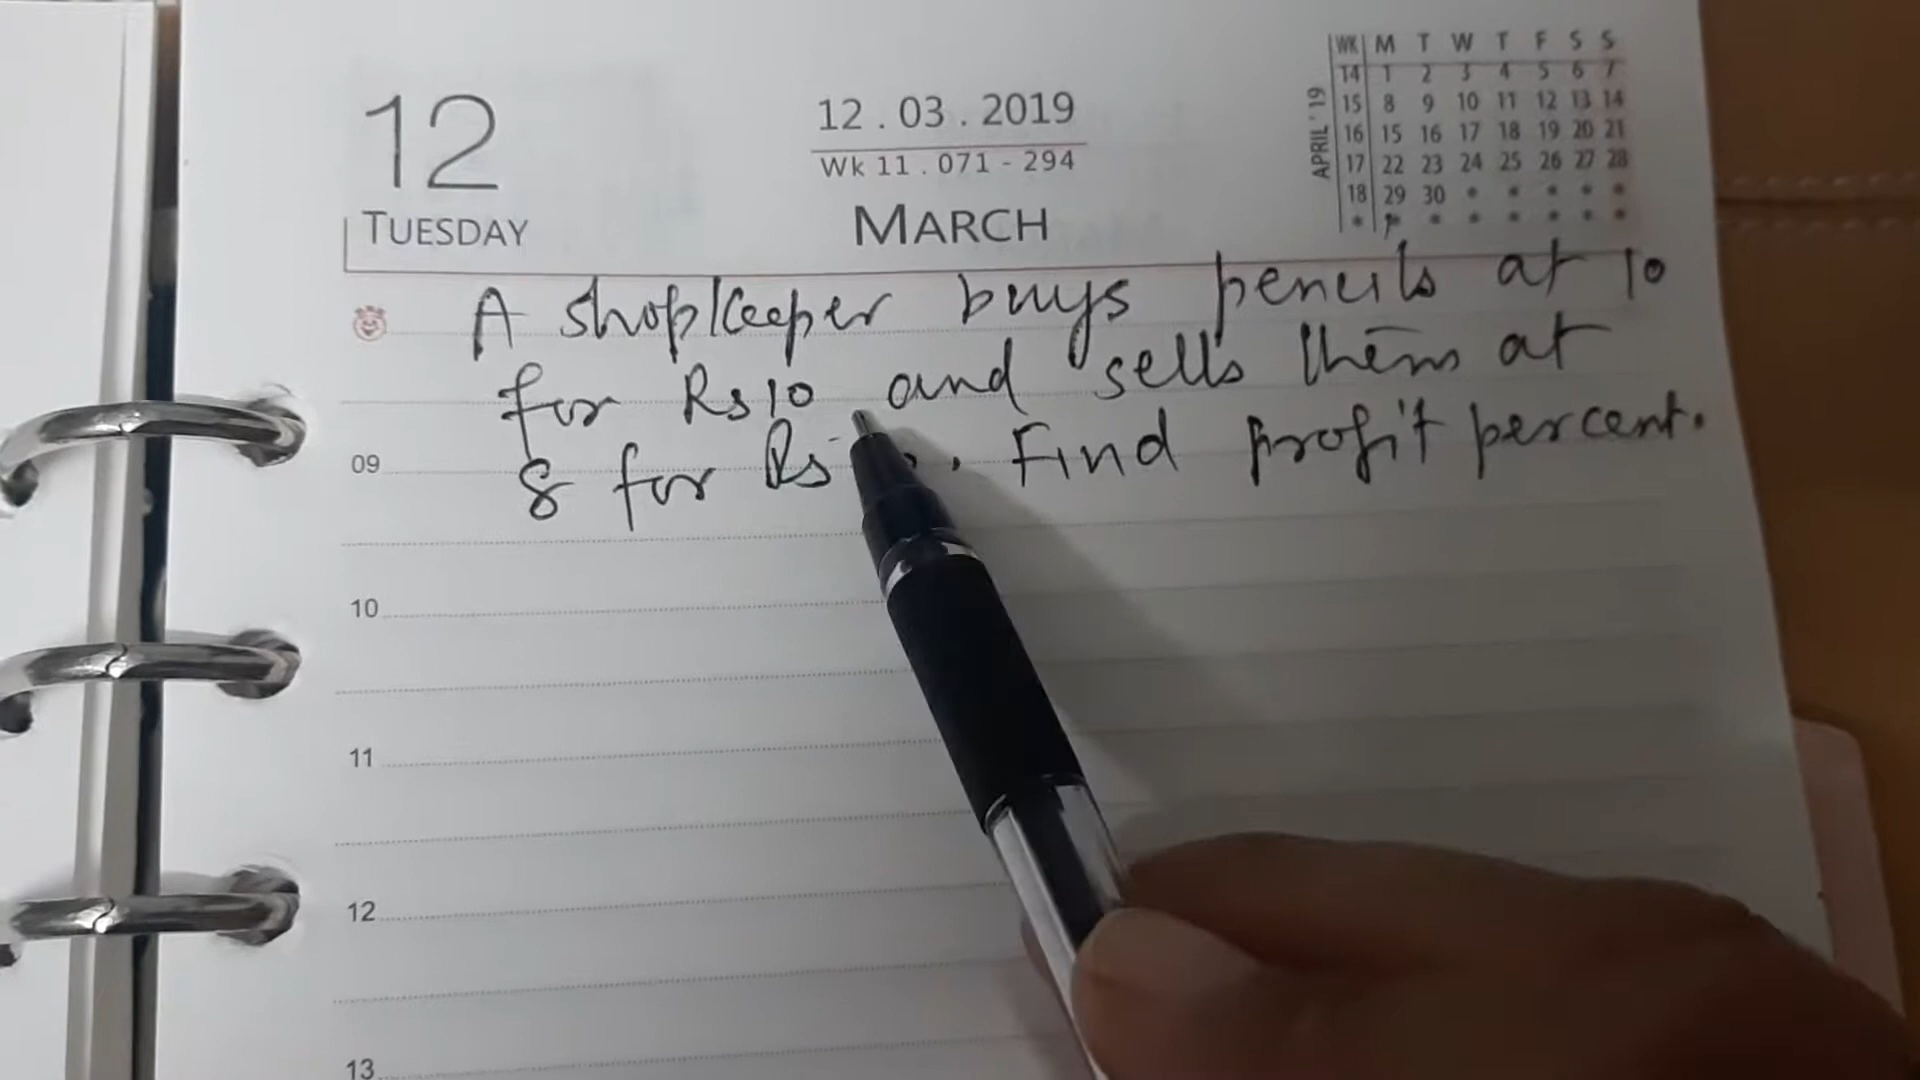 12
TUESDAY
12 . 03 . 2019
Wk 11 . 071 - 294
MARCH
APRIL ' 19
WK M T W T F S S
14 1 2 3 4 5 6 7
15 8 9 10 11 12 13 14
16 15 16 17 18 19 20 21
17 22 23 24 25 26 27 28
18 29 30 * * * * *
A shopkeeper buys pencils at 10
for Rs 10 and sells them at
8 for Rs . Find profit percent.
09
10
11
12
13